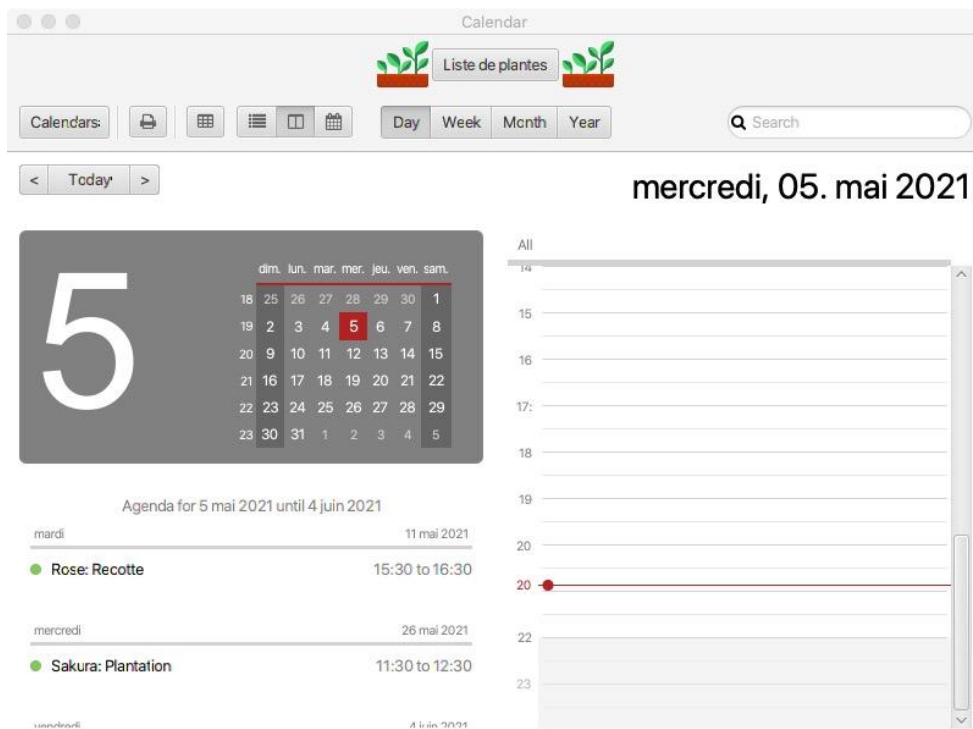 Calendar
Liste de plantes
Calendars:
Day Week Month Year
Search
< Today >
mercredi, 05. mai 2021
5
dim. lun. mar. mer. jeu. ven. sam.
18 25 26 27 28 29 30 1
19 2 3 4 5 6 7 8
20 9 10 11 12 13 14 15
21 16 17 18 19 20 21 22
22 23 24 25 26 27 28 29
23 30 31 1 2 3 4 5
Agenda for 5 mai 2021 until 4 juin 2021
mardi 11 mai 2021
Rose: Recotte 15:30 to 16:30
mercredi 26 mai 2021
Sakura: Plantation 11:30 to 12:30
vendredi 4 juin 2021
All
14
15
16
17:
18
19
20
20
22
23